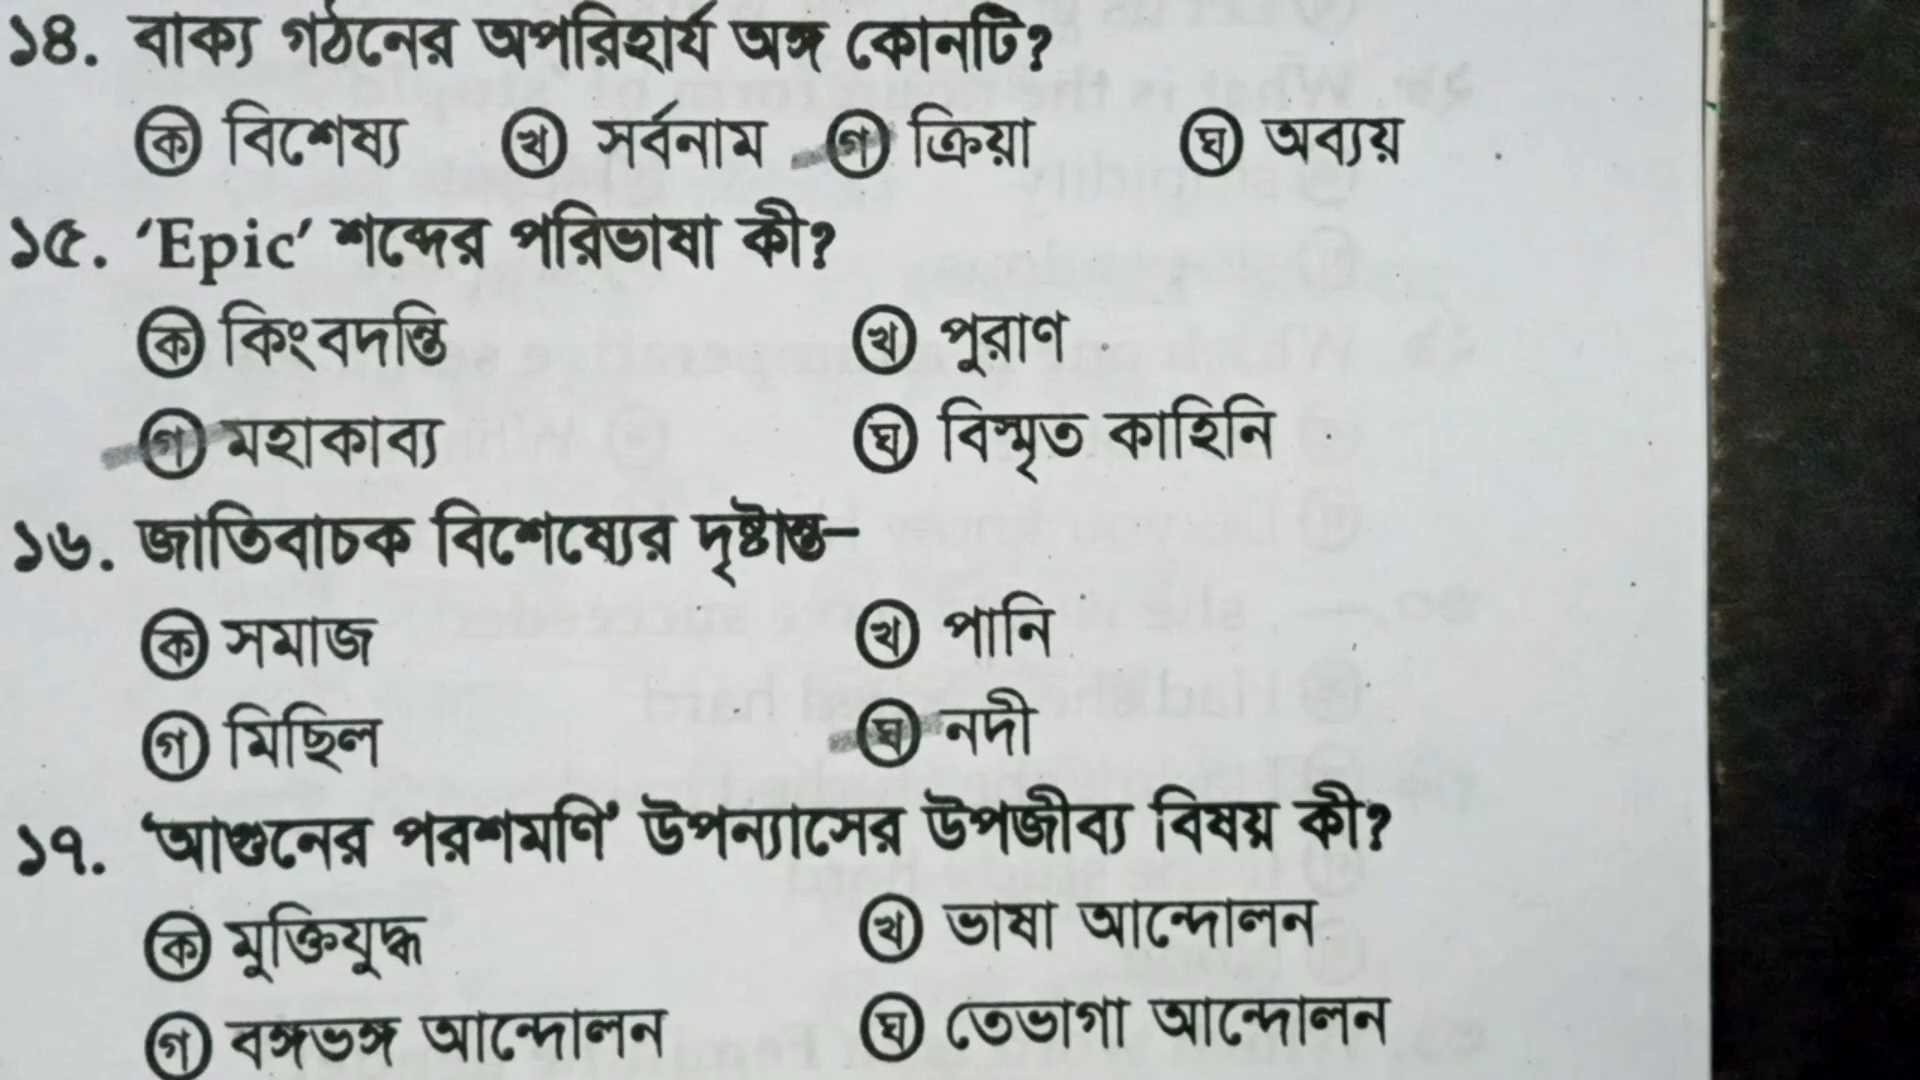 ১৪. বাক্য গঠনের অপরিহার্য অঙ্গ কোনটি?
ক বিশেষ্য খ সর্বনাম গ ক্রিয়া ঘ অব্যয়
১৫. ‘Epic’ শব্দের পরিভাষা কী?
ক কিংবদন্তি খ পুরাণ
গ মহাকাব্য ঘ বিস্মৃত কাহিনি
১৬. জাতিবাচক বিশেষ্যের দৃষ্টান্ত–
ক সমাজ খ পানি
গ মিছিল ঘ নদী
১৭. ‘আগুনের পরশমণি’ উপন্যাসের উপজীব্য বিষয় কী?
ক মুক্তিযুদ্ধ খ ভাষা আন্দোলন
গ বঙ্গভঙ্গ আন্দোলন ঘ তেভাগা আন্দোলন